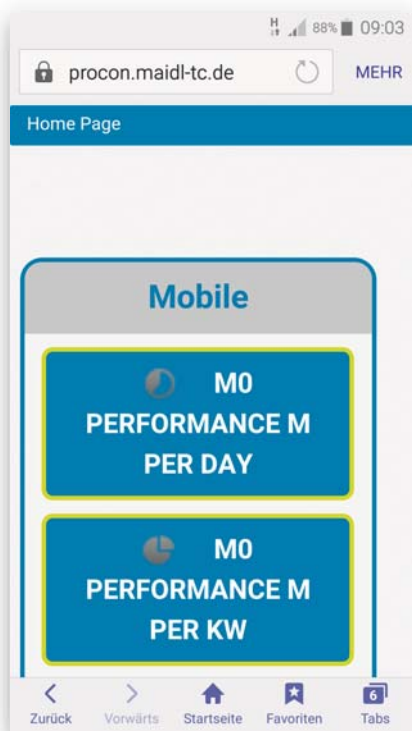 H 88% 09:03
procon.maidl-tc.de MEHR
Home Page
Mobile
M0
PERFORMANCE M
PER DAY
M0
PERFORMANCE M
PER KW
6
Zurück Vorwärts Startseite Favoriten Tabs